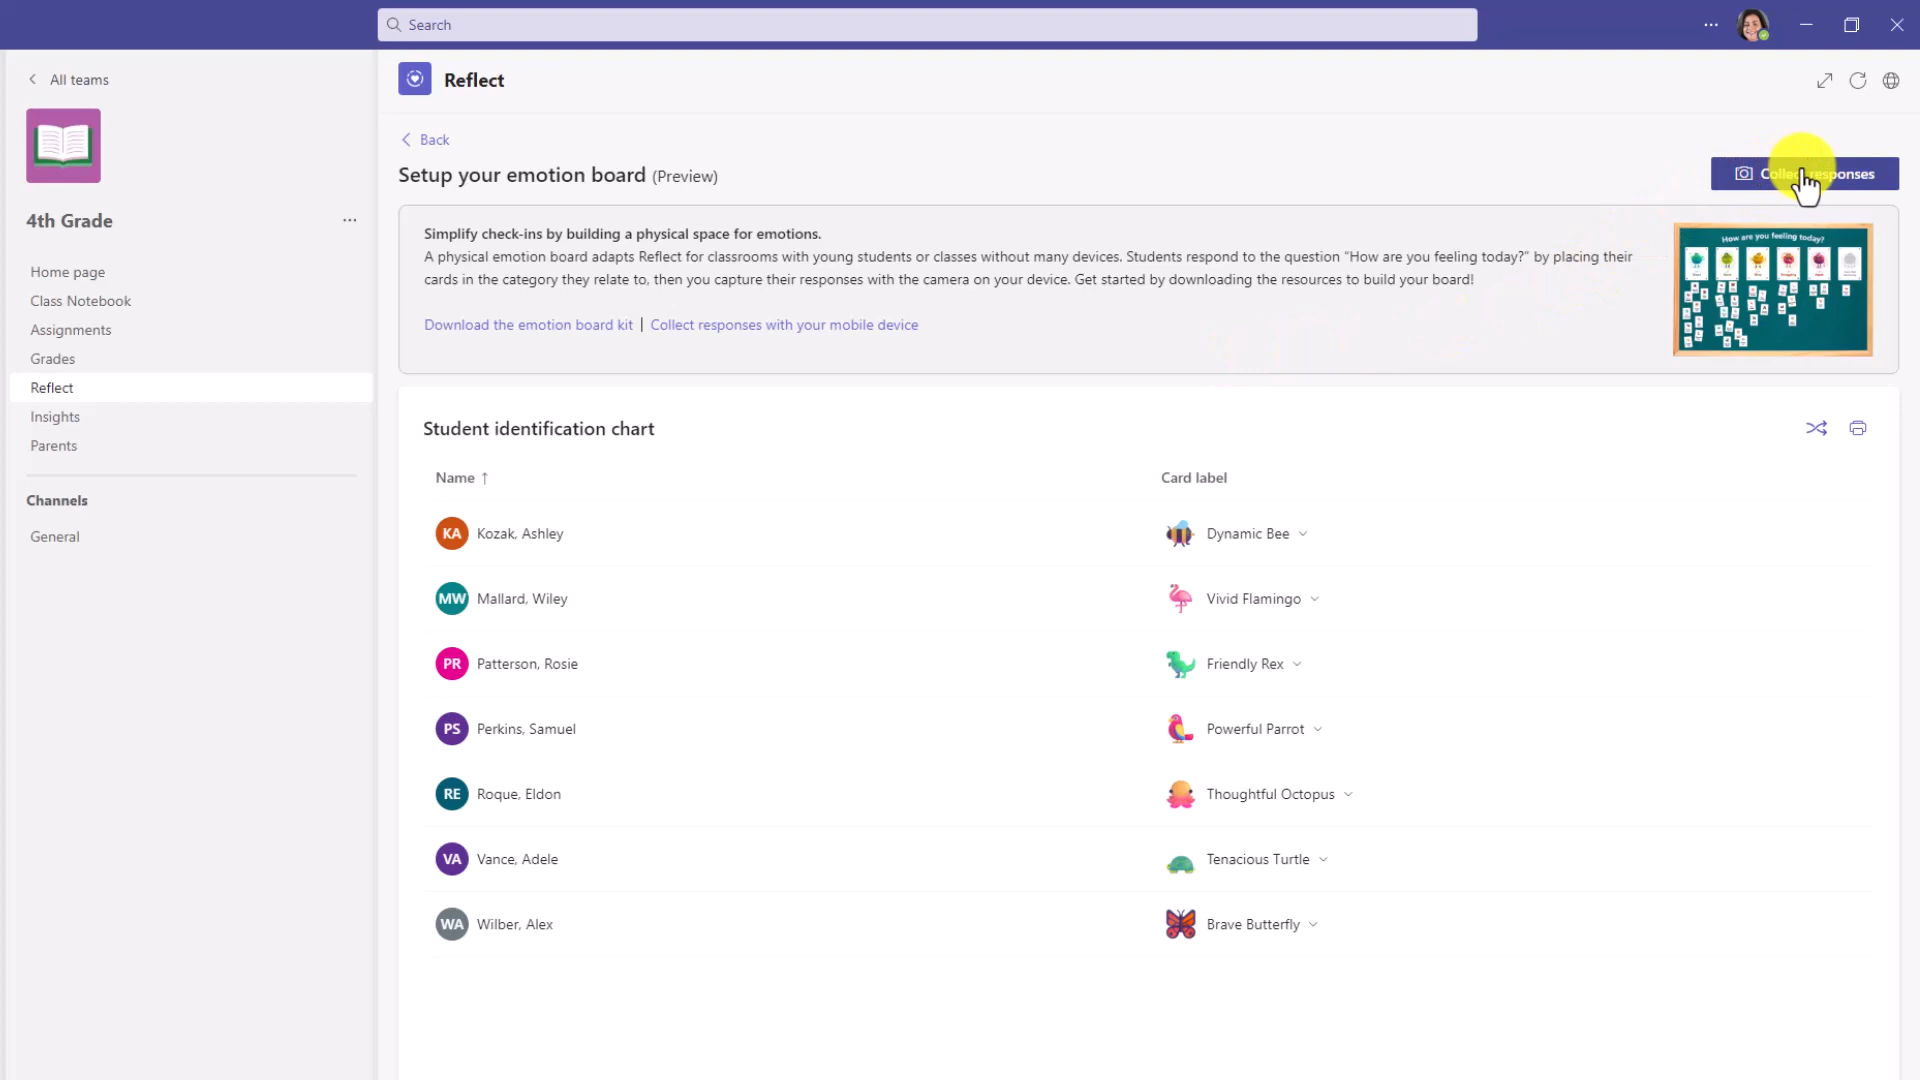 Search
All teams
Reflect
Back
Setup your emotion board (Preview)
Collect responses
4th Grade
Simplify check-ins by building a physical space for emotions.
A physical emotion board adapts Reflect for classrooms with young students or classes without many devices. Students respond to the question “How are you feeling today?” by placing their
cards in the category they relate to, then you capture their responses with the camera on your device. Get started by downloading the resources to build your board!
Download the emotion board kit | Collect responses with your mobile device
How are you feeling today?
Home page
Class Notebook
Assignments
Grades
Reflect
Insights
Parents
Channels
General
Student identification chart
Name ↑ Card label
KA Kozak, Ashley Dynamic Bee
MW Mallard, Wiley Vivid Flamingo
PR Patterson, Rosie Friendly Rex
PS Perkins, Samuel Powerful Parrot
RE Roque, Eldon Thoughtful Octopus
VA Vance, Adele Tenacious Turtle
WA Wilber, Alex Brave Butterfly